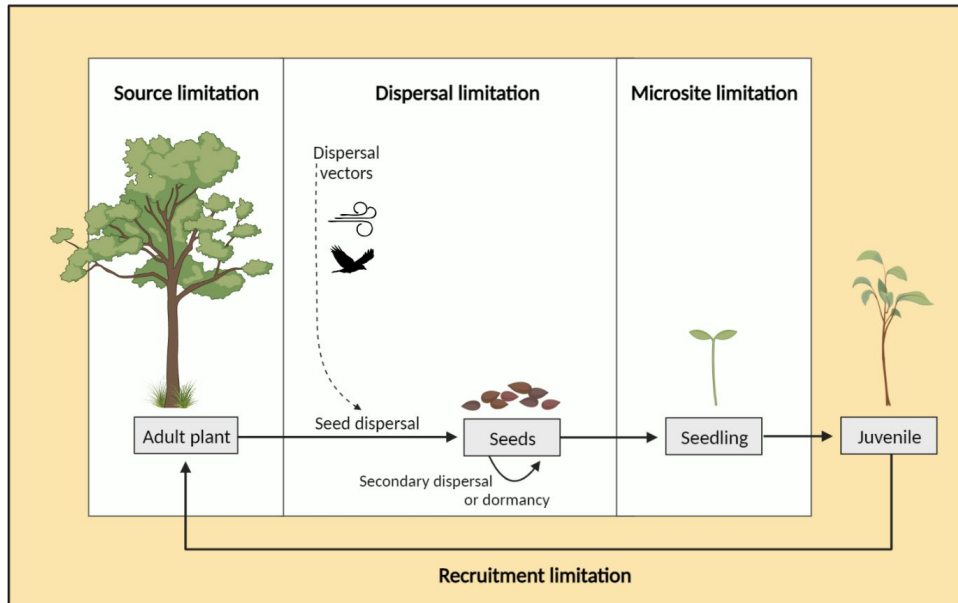 Source limitation
Dispersal limitation
Microsite limitation
Dispersal
vectors
Seed dispersal
Adult plant
Seeds
Seedling
Juvenile
Secondary dispersal
or dormancy
Recruitment limitation